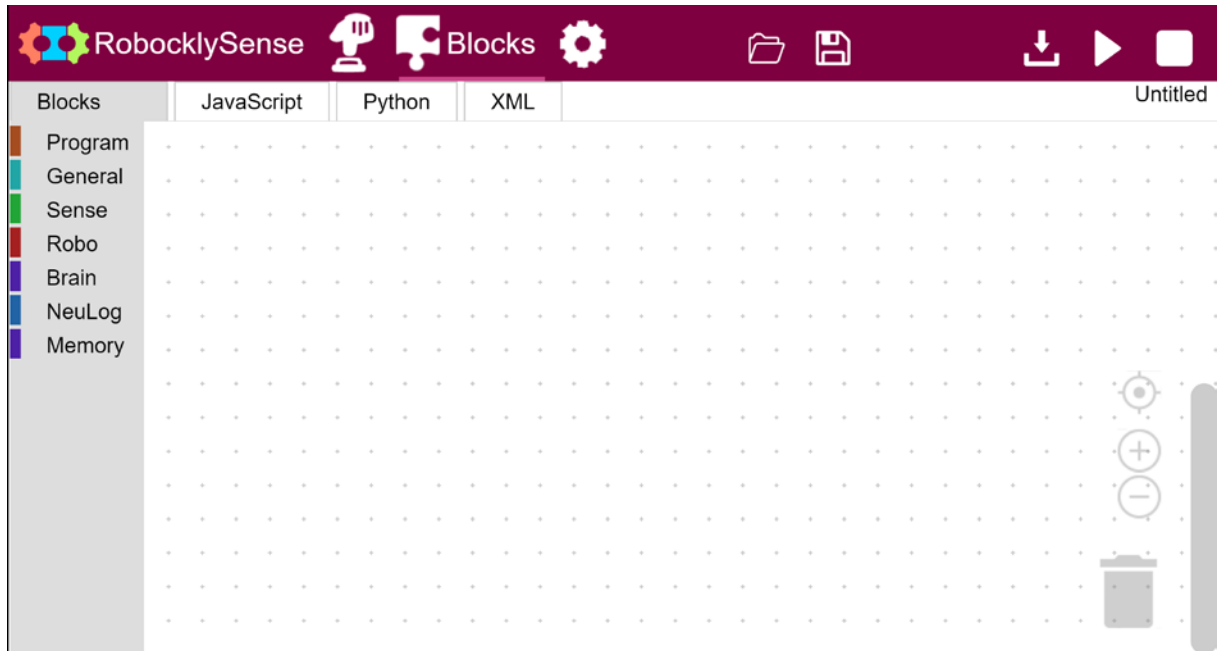 RobocklySense Blocks
Blocks JavaScript Python XML Untitled
Program
General
Sense
Robo
Brain
NeuLog
Memory